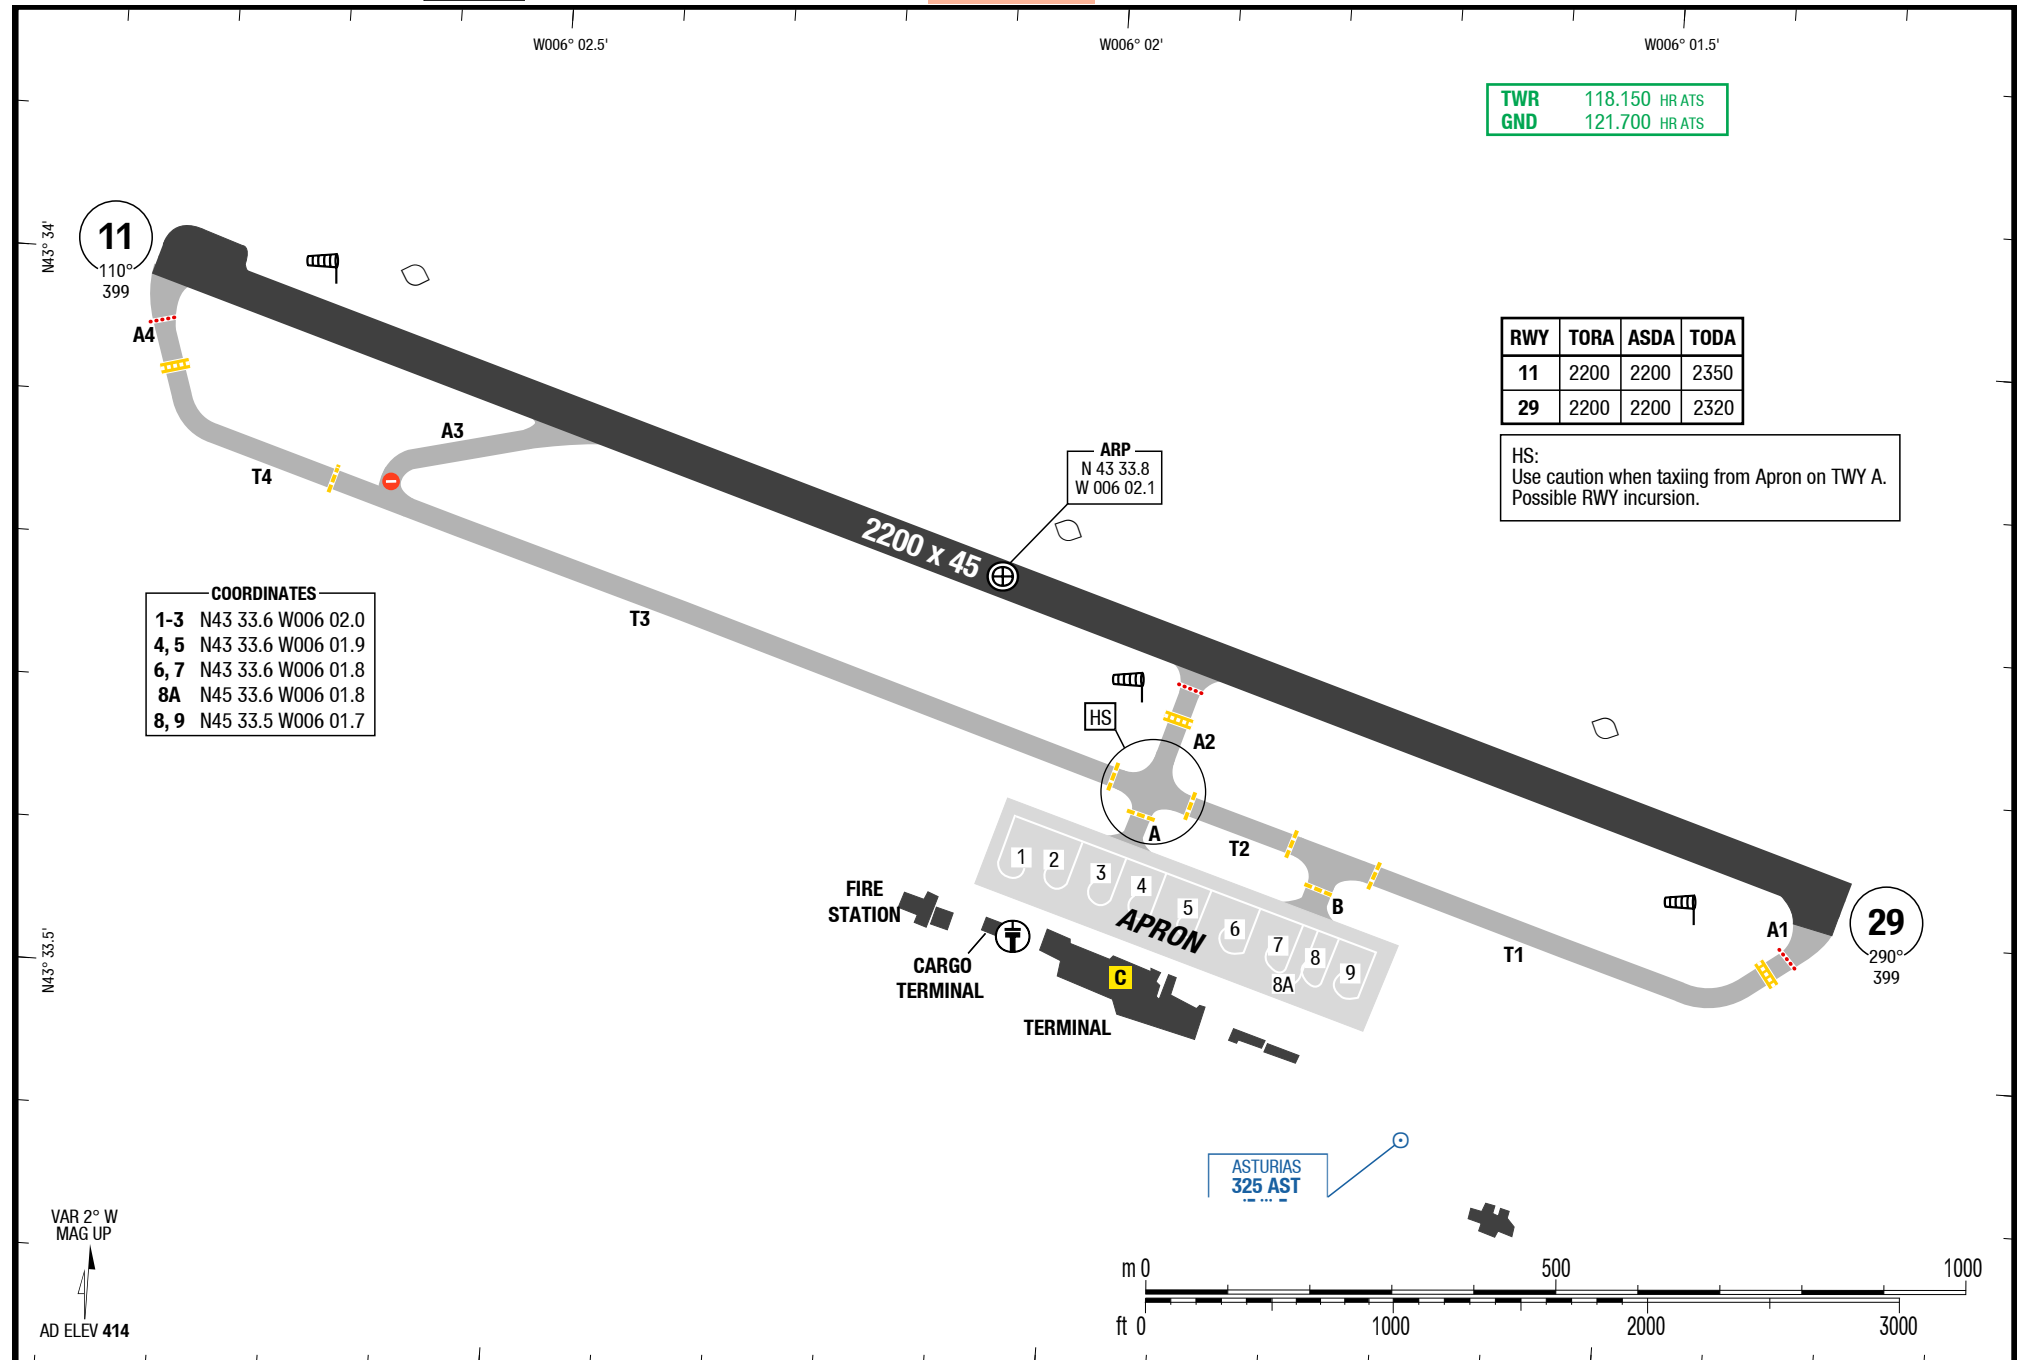 W006° 02.5'
W006° 02'
W006° 01.5'
TWR 118.150 HR ATS
GND 121.700 HR ATS
N43° 34'
11
110°
399
A4
A3
T4
RWY TORA ASDA TODA
11 2200 2200 2350
29 2200 2200 2320
HS:
Use caution when taxiing from Apron on TWY A.
Possible RWY incursion.
ARP
N 43 33.8
W 006 02.1
2200 x 45
COORDINATES
1-3 N43 33.6 W006 02.0
4, 5 N43 33.6 W006 01.9
6, 7 N43 33.6 W006 01.8
8A N45 33.6 W006 01.8
8, 9 N45 33.5 W006 01.7
T3
HS
A2
A
T2
B
T1
A1
29
290°
399
1
2
3
4
5
6
7
8
8A
9
APRON
FIRE
STATION
CARGO
TERMINAL
T
C
TERMINAL
N43° 33.5'
ASTURIAS
325 AST
VAR 2° W
MAG UP
AD ELEV 414
m 0 500 1000
ft 0 1000 2000 3000